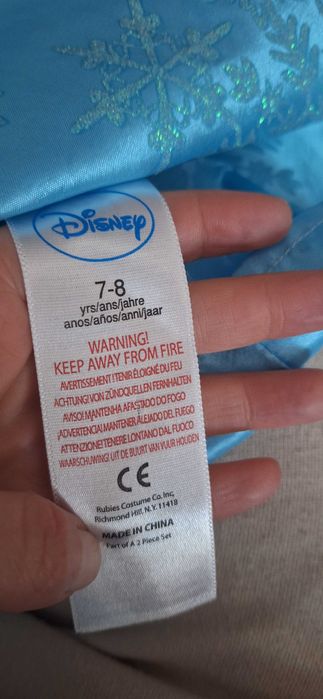 Disney
7-8
yrs/ans/jahre
anos/años/anni/jaar
WARNING!
KEEP AWAY FROM FIRE
AVERTISSEMENT! TENIR ÉLOIGNÉ DU FEU
ACHTUNG! VON ZÜNDQUELLEN FERNHALTEN
AVISO! MANTENHA AFASTADO DO FOGO
¡ADVERTENCIA! MANTENER ALEJADO DEL FUEGO
ATTENZIONE! TENERE LONTANO DAL FUOCO
WAARSCHUWING! UIT DE BUURT VAN VUUR HOUDEN
CE
Rubies Costume Co. Inc,
Richmond Hill, N.Y. 11418
MADE IN CHINA
Part of A 2 Piece Set